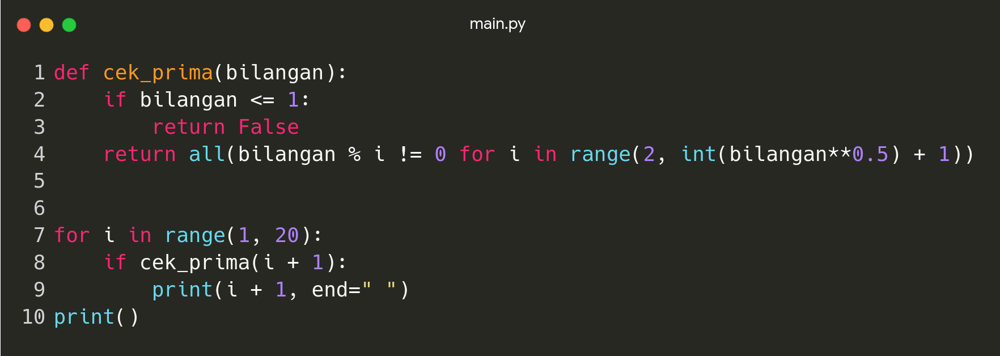 main.py
1 def cek_prima(bilangan):
2     if bilangan <= 1:
3         return False
4     return all(bilangan % i != 0 for i in range(2, int(bilangan**0.5) + 1))
5
6
7 for i in range(1, 20):
8     if cek_prima(i + 1):
9         print(i + 1, end=" ")
10 print()